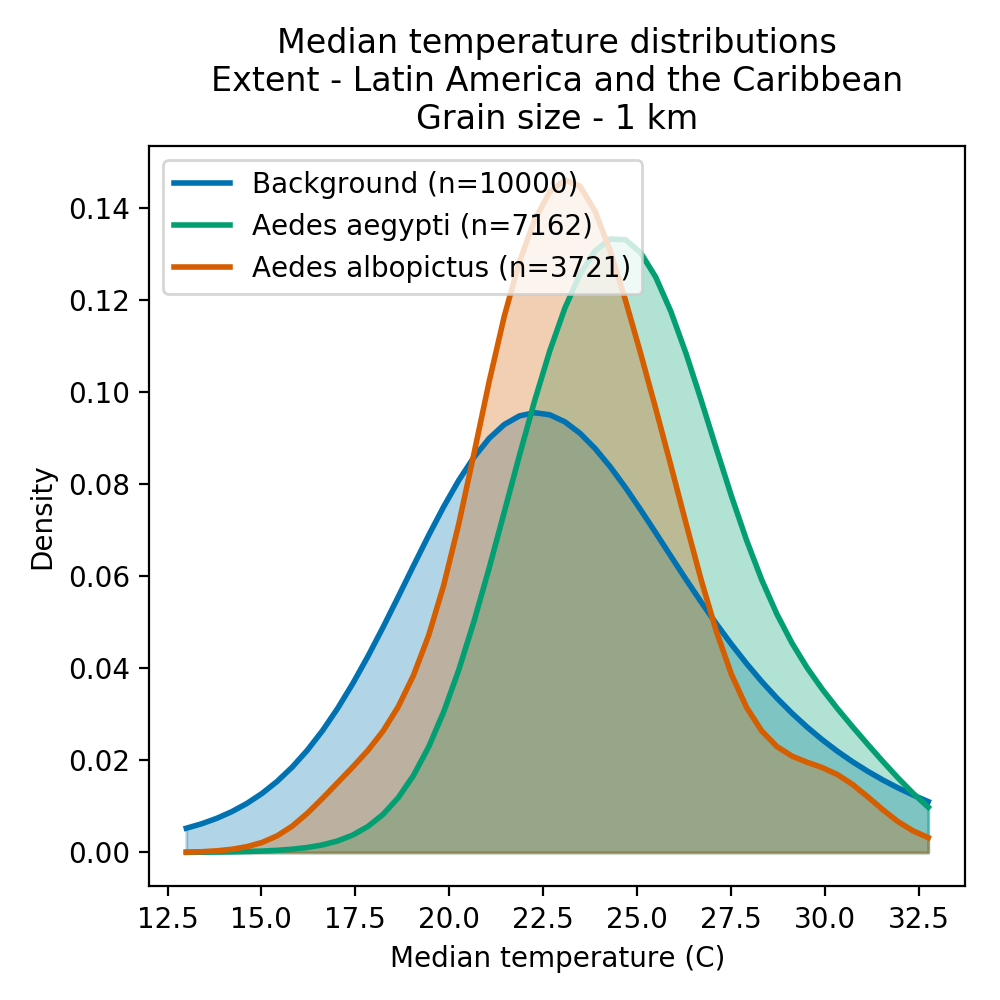 Median temperature distributions
Extent - Latin America and the Caribbean
Grain size - 1 km
Background (n=10000)
Aedes aegypti (n=7162)
Aedes albopictus (n=3721)
0.14
0.12
0.10
0.08
0.06
0.04
0.02
0.00
Density
12.5 15.0 17.5 20.0 22.5 25.0 27.5 30.0 32.5
Median temperature (C)